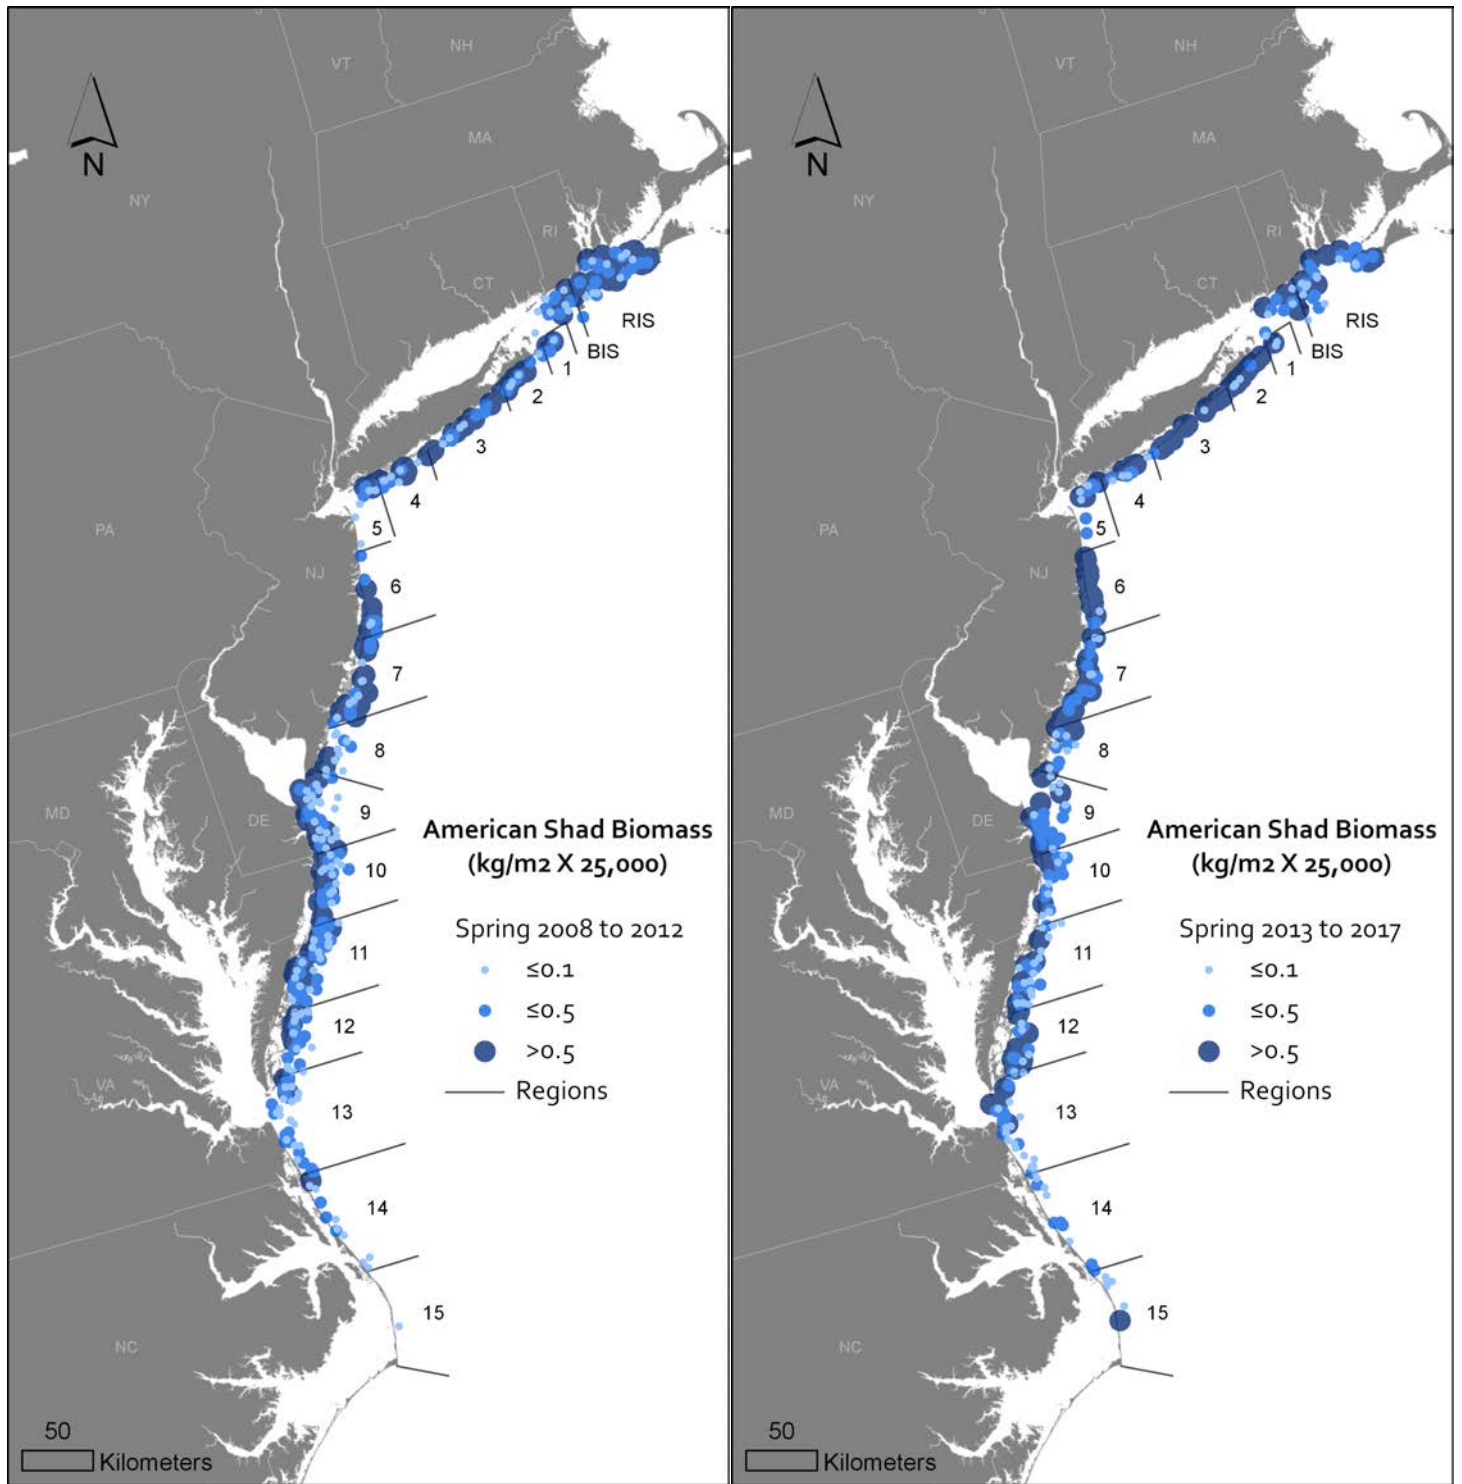 VT
NH
N
MA
NY
RI
CT
RIS
BIS
1
2
3
4
5
PA
NJ
6
7
8
MD
DE
9
American Shad Biomass
(kg/m2 X 25,000)
10
Spring 2008 to 2012
11
≤0.1
≤0.5
12
>0.5
VA
Regions
13
14
15
NC
50
Kilometers
VT
NH
N
MA
NY
RI
CT
RIS
BIS
1
2
3
4
5
PA
NJ
6
7
8
MD
DE
9
American Shad Biomass
(kg/m2 X 25,000)
10
Spring 2013 to 2017
11
≤0.1
≤0.5
12
>0.5
VA
Regions
13
14
15
NC
50
Kilometers